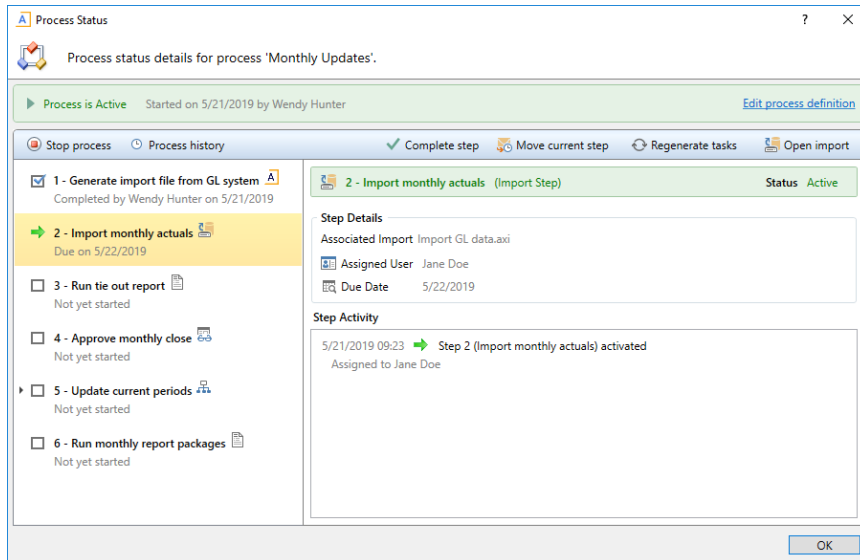 Process Status
? X
Process status details for process 'Monthly Updates'.
Process is Active Started on 5/21/2019 by Wendy Hunter Edit process definition
Stop process Process history Complete step Move current step Regenerate tasks Open import
1 - Generate import file from GL system A
Completed by Wendy Hunter on 5/21/2019
2 - Import monthly actuals
Due on 5/22/2019
3 - Run tie out report
Not yet started
4 - Approve monthly close
Not yet started
5 - Update current periods
Not yet started
6 - Run monthly report packages
Not yet started
2 - Import monthly actuals (Import Step) Status Active
Step Details
Associated Import Import GL data.axi
Assigned User Jane Doe
Due Date 5/22/2019
Step Activity
5/21/2019 09:23 Step 2 (Import monthly actuals) activated
Assigned to Jane Doe
OK